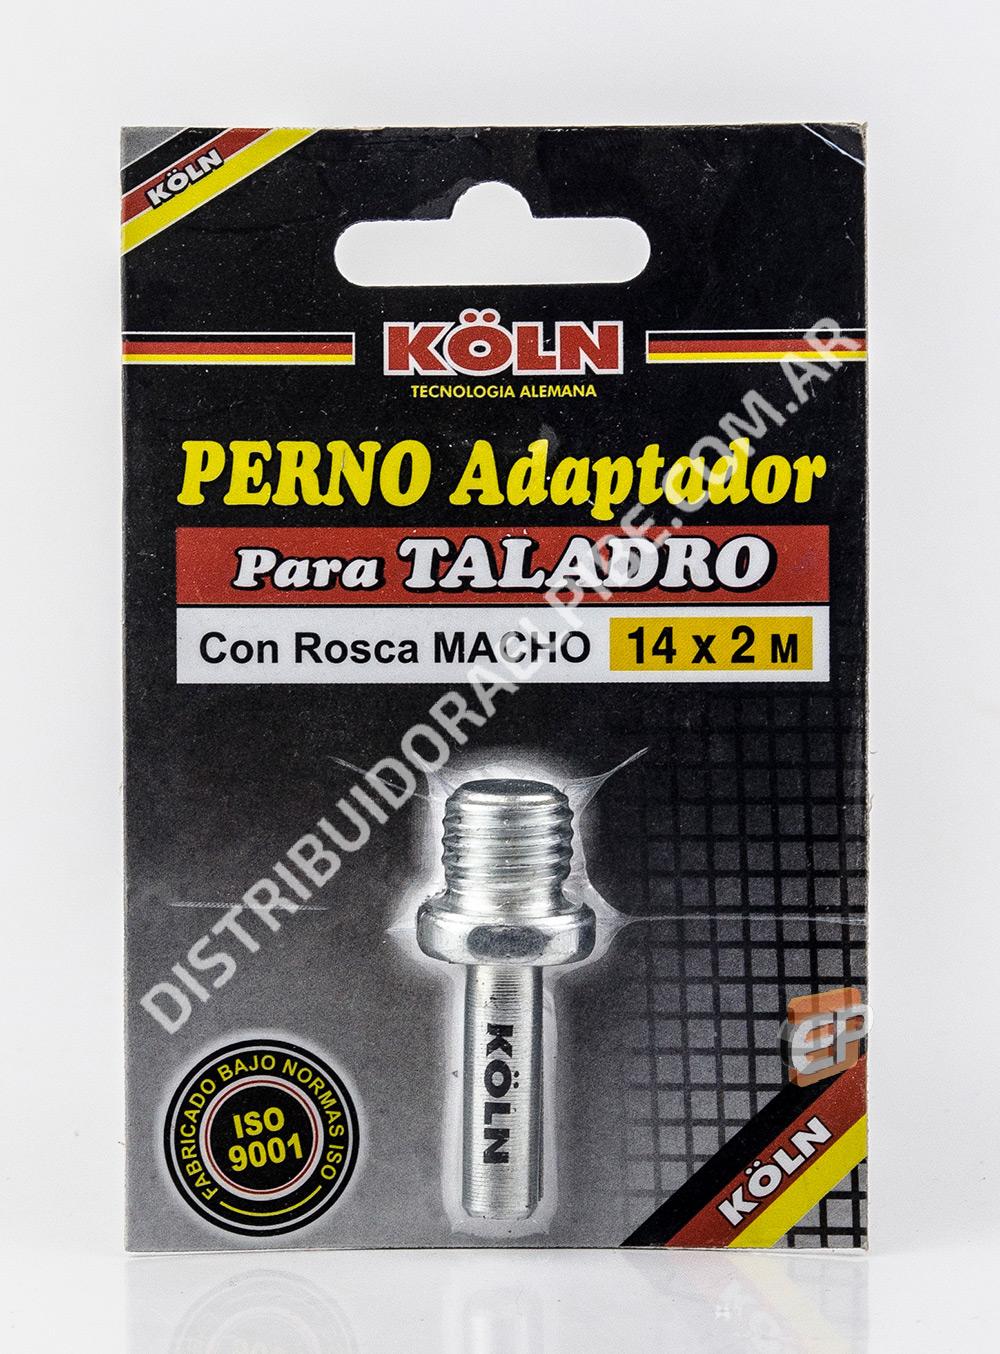 KÖLN
KÖLN
TECNOLOGIA ALEMANA
PERNO Adaptador
Para TALADRO
Con Rosca MACHO 14 x 2 M
DISTRIBUIDORAELPIBE.COM.AR
KÖLN
FABRICADO BAJO NORMAS ISO
ISO
9001
EP
KÖLN